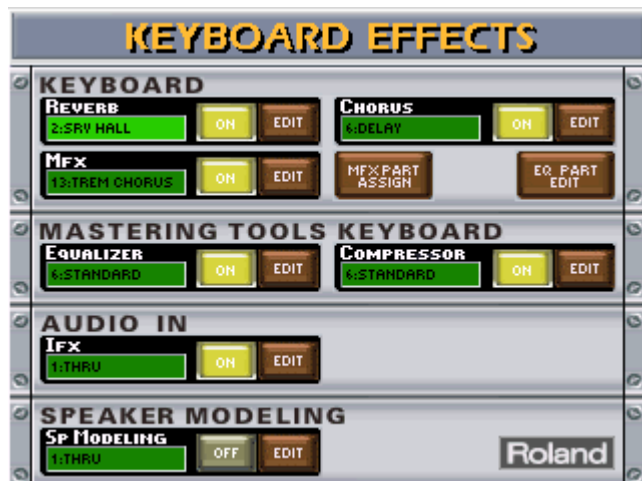 KEYBOARD EFFECTS
KEYBOARD
REVERB
2:SRV HALL ON EDIT
CHORUS
6:DELAY ON EDIT
MFX
13:TREM CHORUS ON EDIT
MFX PART
ASSIGN
EQ PART
EDIT
MASTERING TOOLS KEYBOARD
EQUALIZER
6:STANDARD ON EDIT
COMPRESSOR
6:STANDARD ON EDIT
AUDIO IN
IFX
1:THRU ON EDIT
SPEAKER MODELING
SP MODELING
1:THRU OFF EDIT
Roland